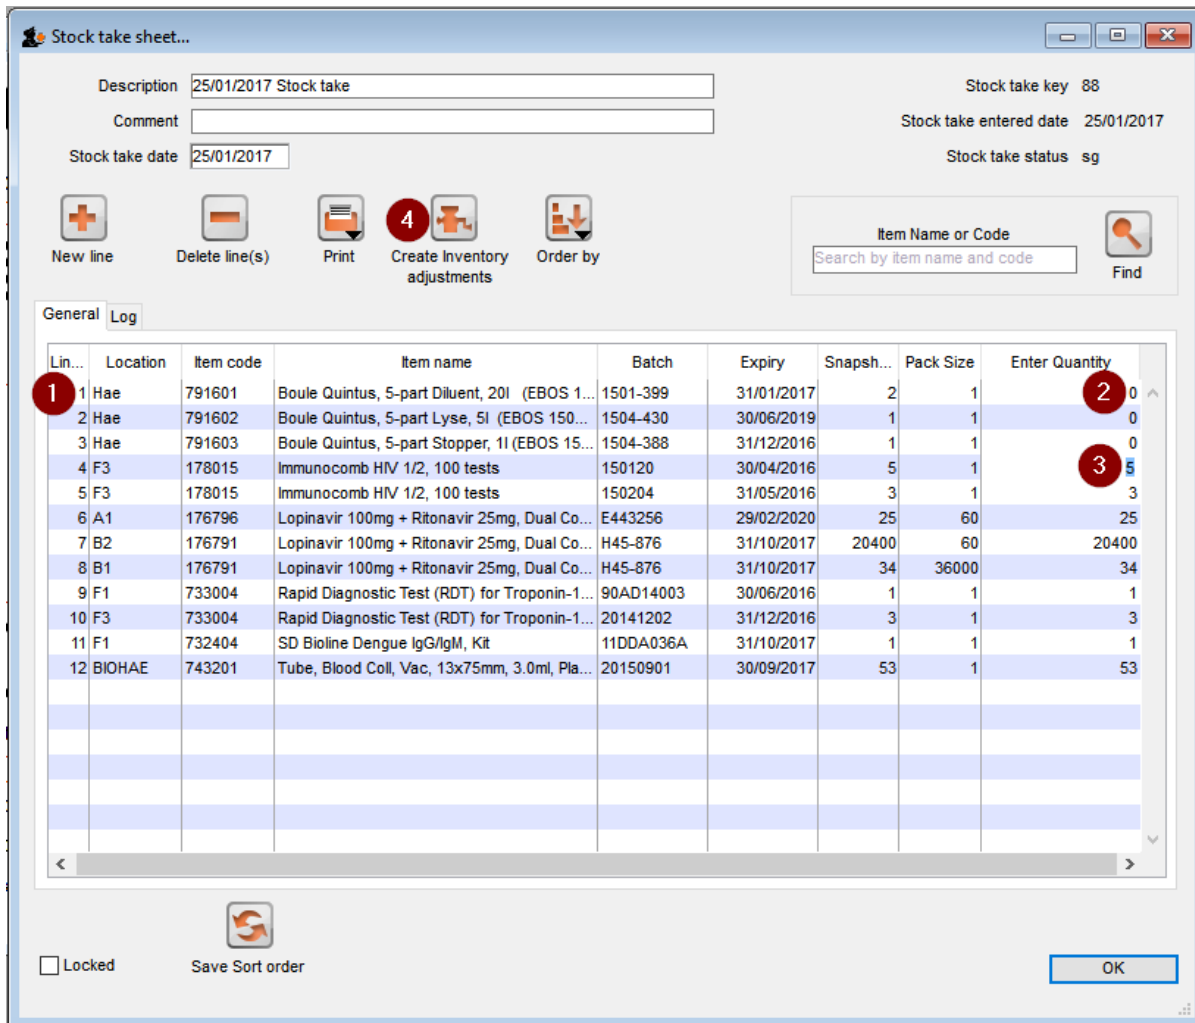 Stock take sheet...
Description 25/01/2017 Stock take Stock take key 88
Comment Stock take entered date 25/01/2017
Stock take date 25/01/2017 Stock take status sg
4
New line Delete line(s) Print Create Inventory adjustments Order by
Item Name or Code
Search by item name and code
Find
General Log
Lin... Location Item code Item name Batch Expiry Snapsh... Pack Size Enter Quantity
1 1 Hae 791601 Boule Quintus, 5-part Diluent, 20l (EBOS 1... 1501-399 31/01/2017 2 1 2 0
2 Hae 791602 Boule Quintus, 5-part Lyse, 5l (EBOS 150... 1504-430 30/06/2019 1 1 0
3 Hae 791603 Boule Quintus, 5-part Stopper, 1l (EBOS 15... 1504-388 31/12/2016 1 1 0
4 F3 178015 Immunocomb HIV 1/2, 100 tests 150120 30/04/2016 5 1 3 5
5 F3 178015 Immunocomb HIV 1/2, 100 tests 150204 31/05/2016 3 1 3
6 A1 176796 Lopinavir 100mg + Ritonavir 25mg, Dual Co... E443256 29/02/2020 25 60 25
7 B2 176791 Lopinavir 100mg + Ritonavir 25mg, Dual Co... H45-876 31/10/2017 20400 60 20400
8 B1 176791 Lopinavir 100mg + Ritonavir 25mg, Dual Co... H45-876 31/10/2017 34 36000 34
9 F1 733004 Rapid Diagnostic Test (RDT) for Troponin-1... 90AD14003 30/06/2016 1 1 1
10 F3 733004 Rapid Diagnostic Test (RDT) for Troponin-1... 20141202 31/12/2016 3 1 3
11 F1 732404 SD Bioline Dengue IgG/IgM, Kit 11DDA036A 31/10/2017 1 1 1
12 BIOHAE 743201 Tube, Blood Coll, Vac, 13x75mm, 3.0ml, Pla... 20150901 30/09/2017 53 1 53
Locked Save Sort order OK